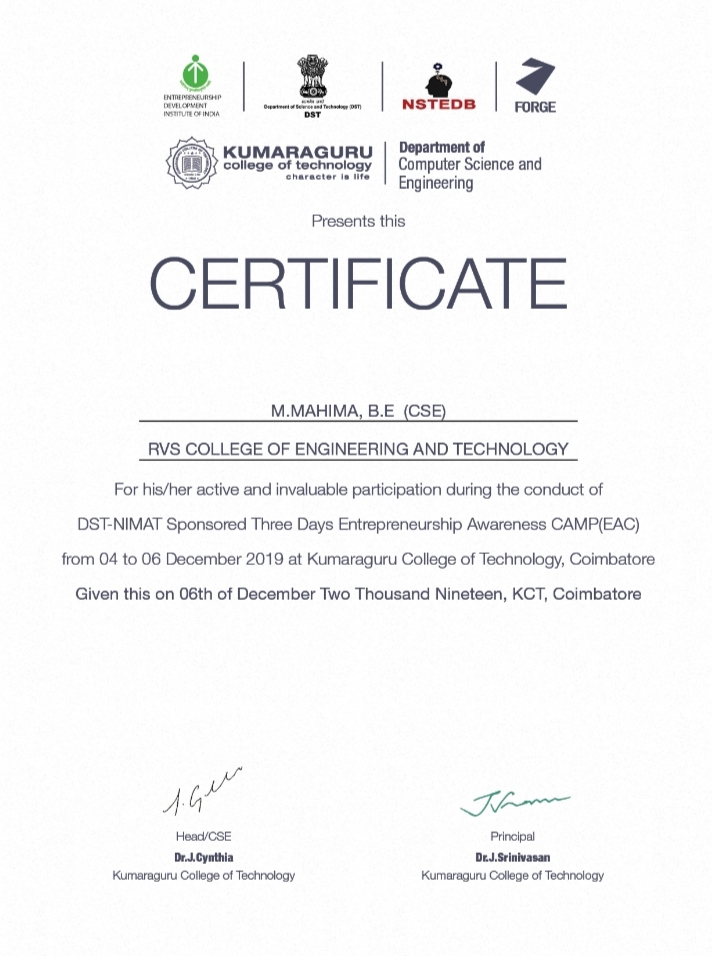 ENTREPRENEURSHIP
DEVELOPMENT
INSTITUTE OF INDIA
सत्यमेव जयते
Department of Science and Technology (DST)
DST
NSTEDB
FORGE
KUMARAGURU
college of technology
character is life
Department of
Computer Science and
Engineering
Presents this
CERTIFICATE
M.MAHIMA, B.E (CSE)
RVS COLLEGE OF ENGINEERING AND TECHNOLOGY
For his/her active and invaluable participation during the conduct of
DST-NIMAT Sponsored Three Days Entrepreneurship Awareness CAMP(EAC)
from 04 to 06 December 2019 at Kumaraguru College of Technology, Coimbatore
Given this on 06th of December Two Thousand Nineteen, KCT, Coimbatore
Head/CSE
Dr.J.Cynthia
Kumaraguru College of Technology
Principal
Dr.J.Srinivasan
Kumaraguru College of Technology